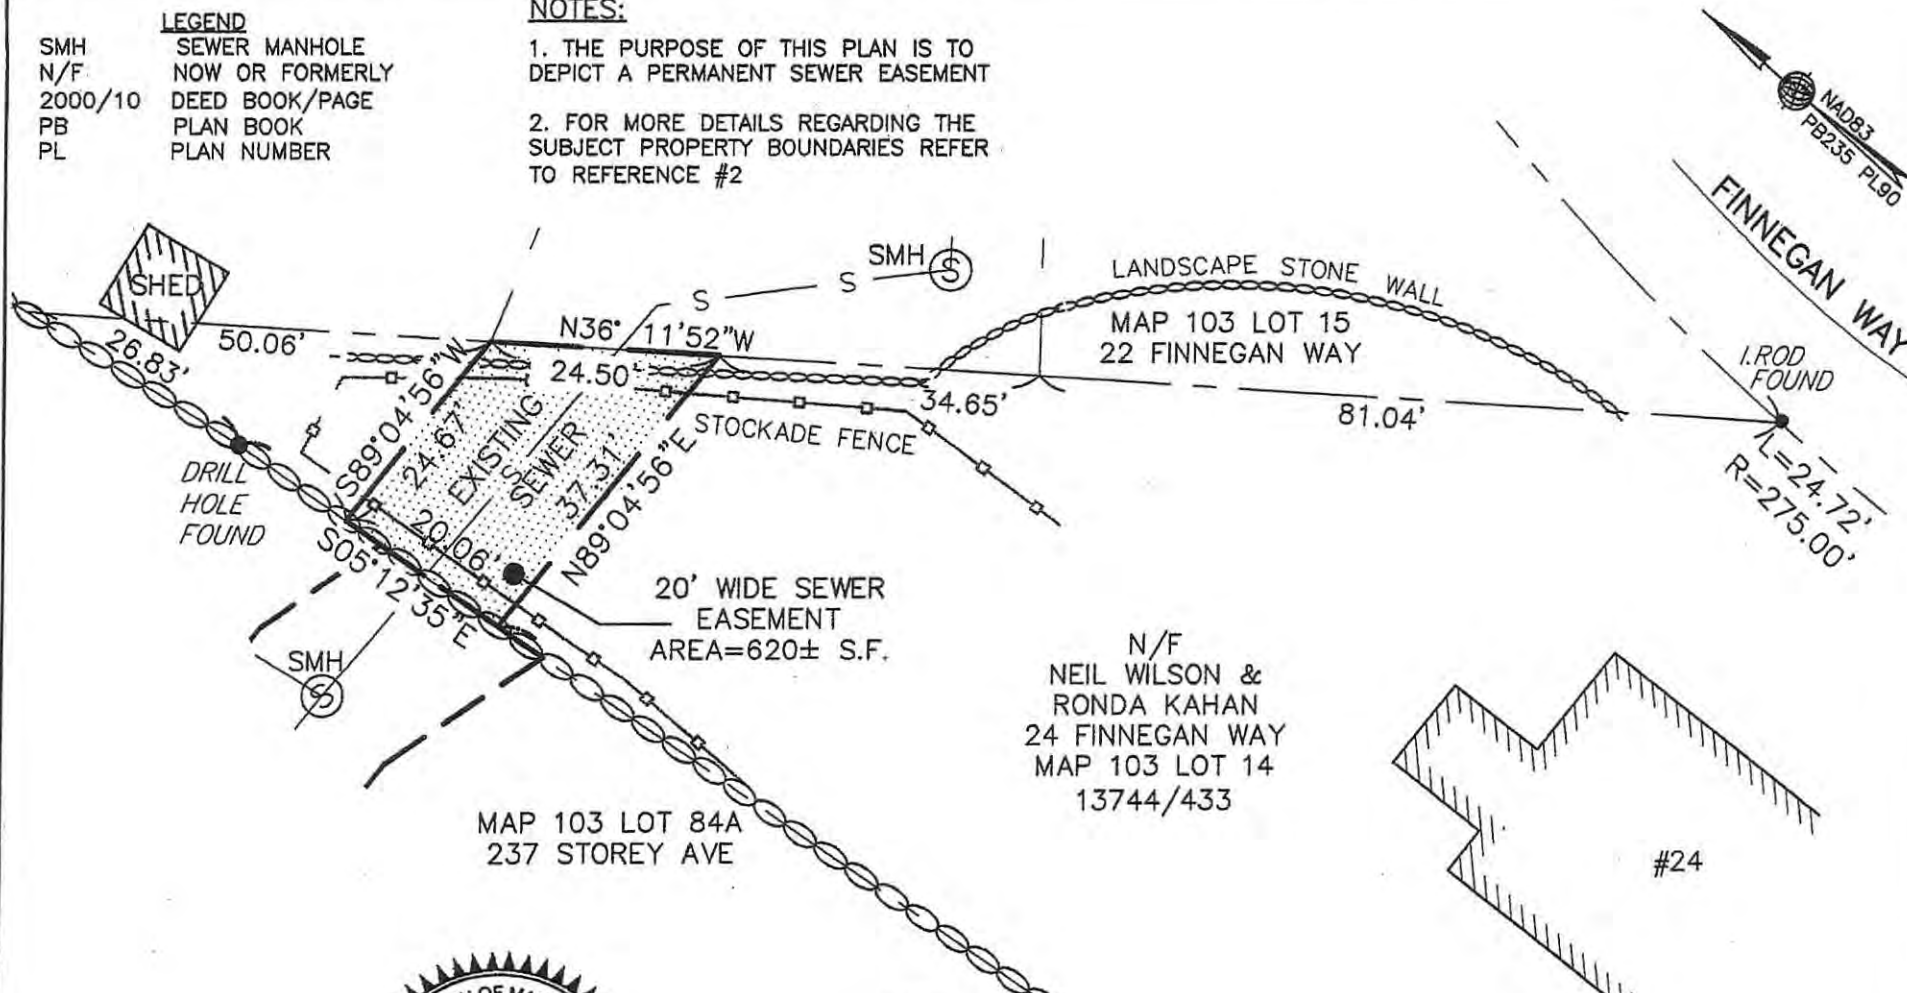 LEGEND
SMH SEWER MANHOLE
N/F NOW OR FORMERLY
2000/10 DEED BOOK/PAGE
PB PLAN BOOK
PL PLAN NUMBER
NOTES:
1. THE PURPOSE OF THIS PLAN IS TO
DEPICT A PERMANENT SEWER EASEMENT
2. FOR MORE DETAILS REGARDING THE
SUBJECT PROPERTY BOUNDARIES REFER
TO REFERENCE #2
NAD83
PB235 PL90
FINNEGAN WAY
SHED
26.83'
50.06'
N36° 11'52"W
24.50'
S
S
SMH
S
LANDSCAPE STONE WALL
MAP 103 LOT 15
22 FINNEGAN WAY
I.ROD
FOUND
34.65'
81.04'
L=24.72'
R=275.00'
STOCKADE FENCE
S89°04'56"W
24.67'
EXISTING
S
SEWER
37.31'
N89°04'56"E
20.06'
S05°12'35"E
DRILL
HOLE
FOUND
SMH
S
20' WIDE SEWER
EASEMENT
AREA=620± S.F.
N/F
NEIL WILSON &
RONDA KAHAN
24 FINNEGAN WAY
MAP 103 LOT 14
13744/433
MAP 103 LOT 84A
237 STOREY AVE
#24